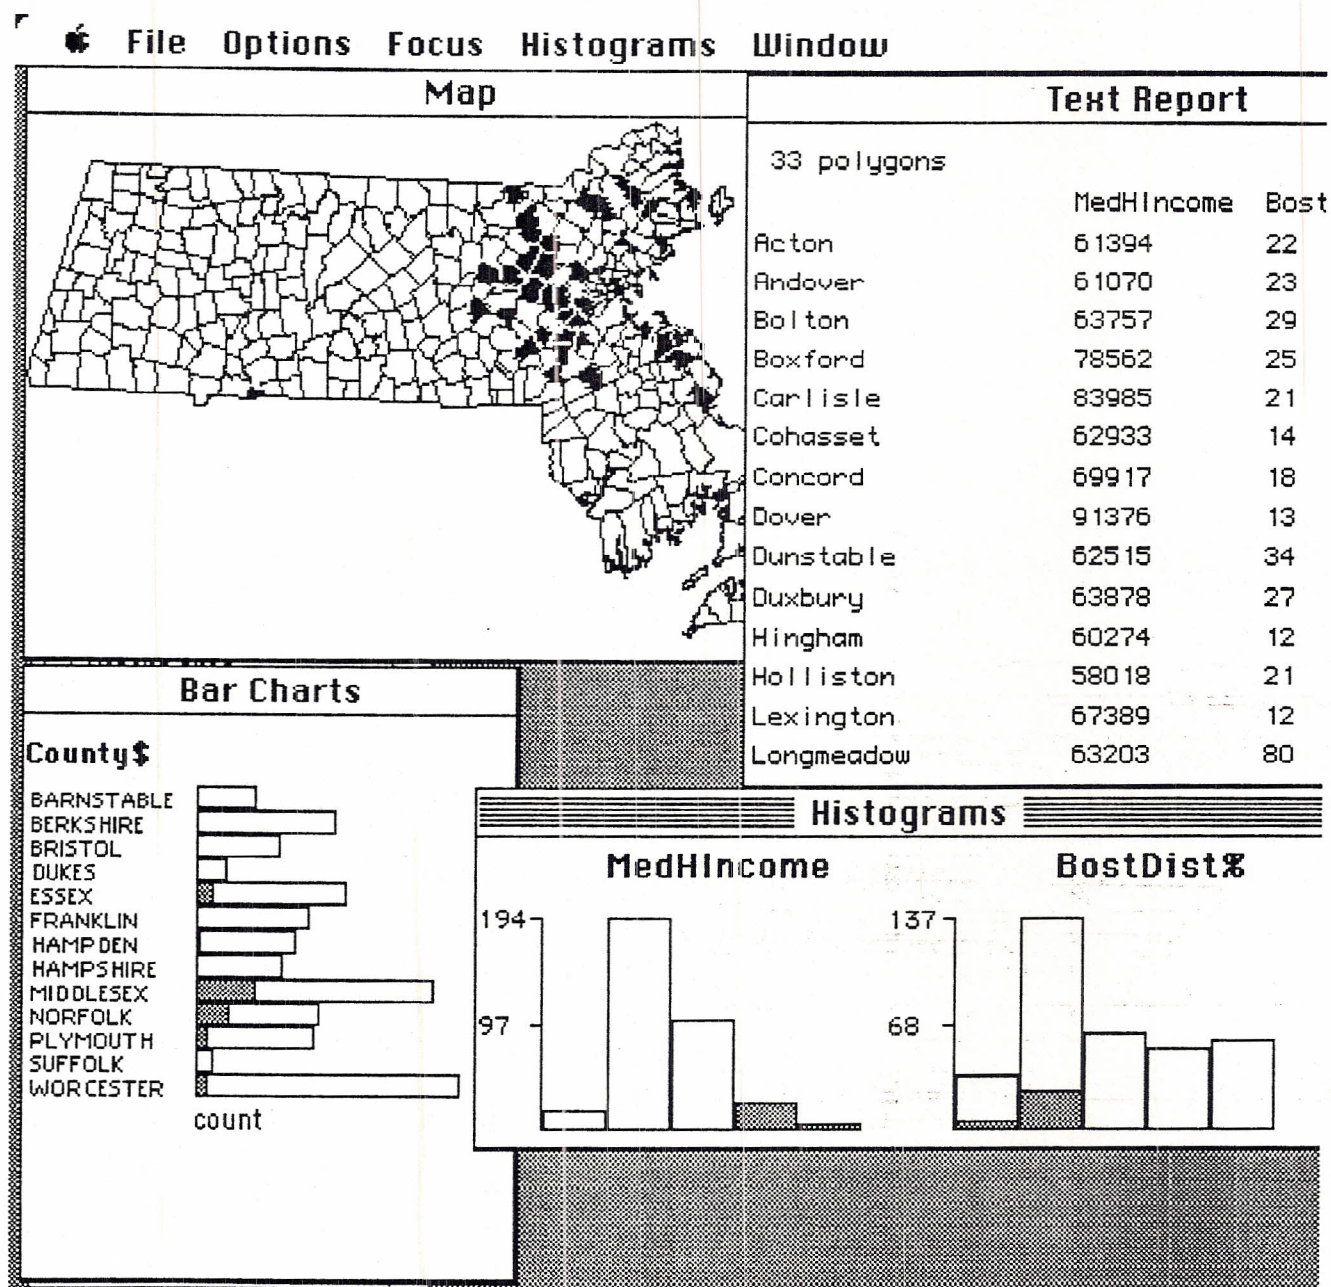 File Options Focus Histograms Window
Map
Text Report
33 polygons
MedHIncome Bost
Acton 61394 22
Andover 61070 23
Bolton 63757 29
Boxford 78562 25
Carlisle 83985 21
Cohasset 62933 14
Concord 69917 18
Dover 91376 13
Dunstable 62515 34
Duxbury 63878 27
Hingham 60274 12
Holliston 58018 21
Lexington 67389 12
Longmeadow 63203 80
Bar Charts
County$
BARNSTABLE
BERKSHIRE
BRISTOL
DUKES
ESSEX
FRANKLIN
HAMPDEN
HAMPSHIRE
MIDDLESEX
NORFOLK
PLYMOUTH
SUFFOLK
WORCESTER
count
Histograms
MedHIncome BostDist%
194 137
97 68